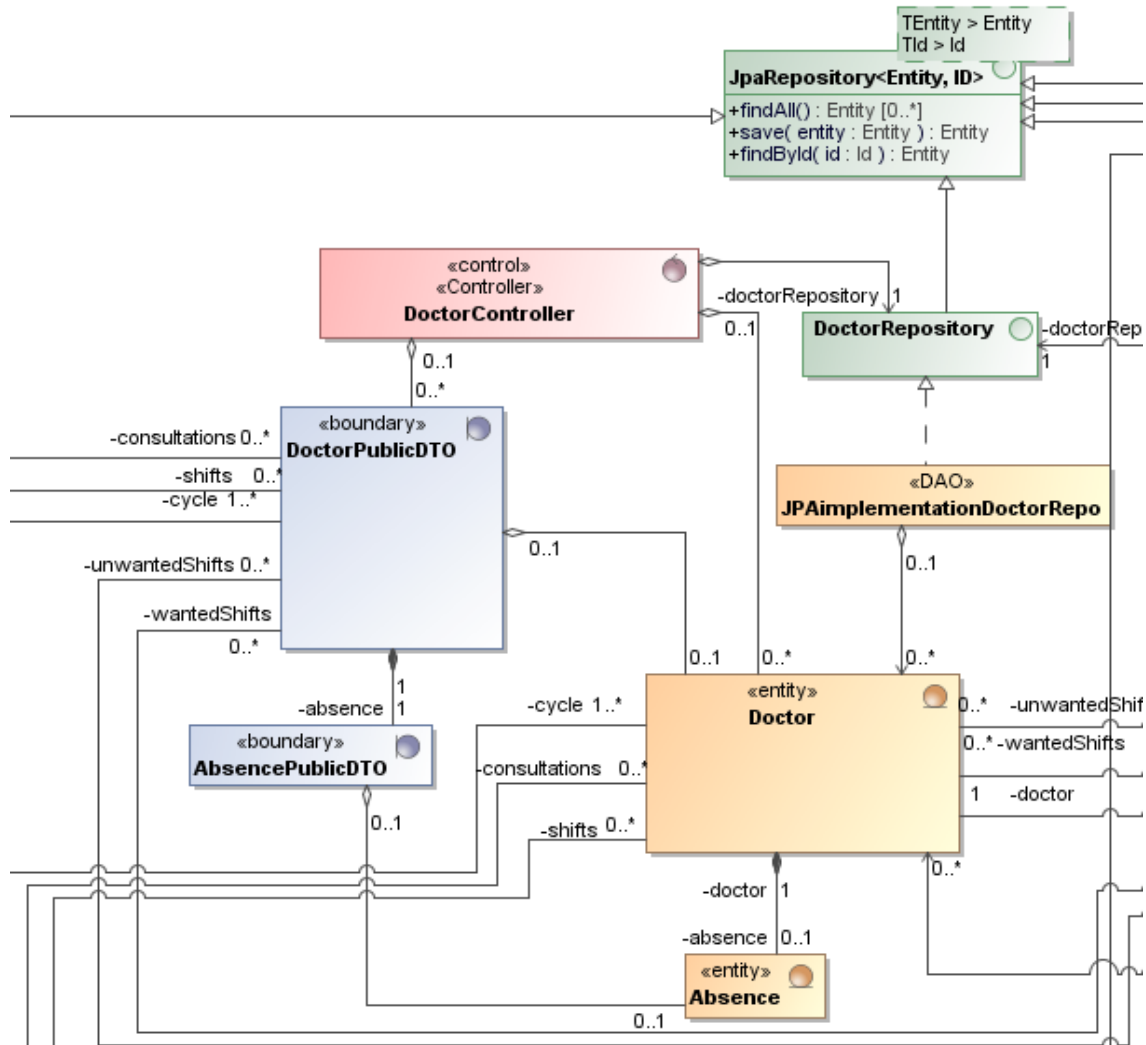 TEntity > Entity
TId > Id
JpaRepository<Entity, ID>
+findAll() : Entity [0..*]
+save( entity : Entity ) : Entity
+findById( id : Id ) : Entity
«control»
«Controller»
DoctorController
-doctorRepository
1
0..1
DoctorRepository
-doctorRep
1
0..1
0..*
«boundary»
DoctorPublicDTO
-consultations 0..*
-shifts 0..*
-cycle 1..*
«DAO»
JPAimplementationDoctorRepo
0..1
0..1
-unwantedShifts 0..*
-wantedShifts
0..*
0..1
0..*
0..*
1
-absence 1
«entity»
Doctor
-cycle 1..*
0..* -unwantedShif
0..* -wantedShifts
«boundary»
AbsencePublicDTO
-consultations 0..*
1 -doctor
0..1
-shifts 0..*
0..*
-doctor 1
-absence 0..1
«entity»
Absence
0..1